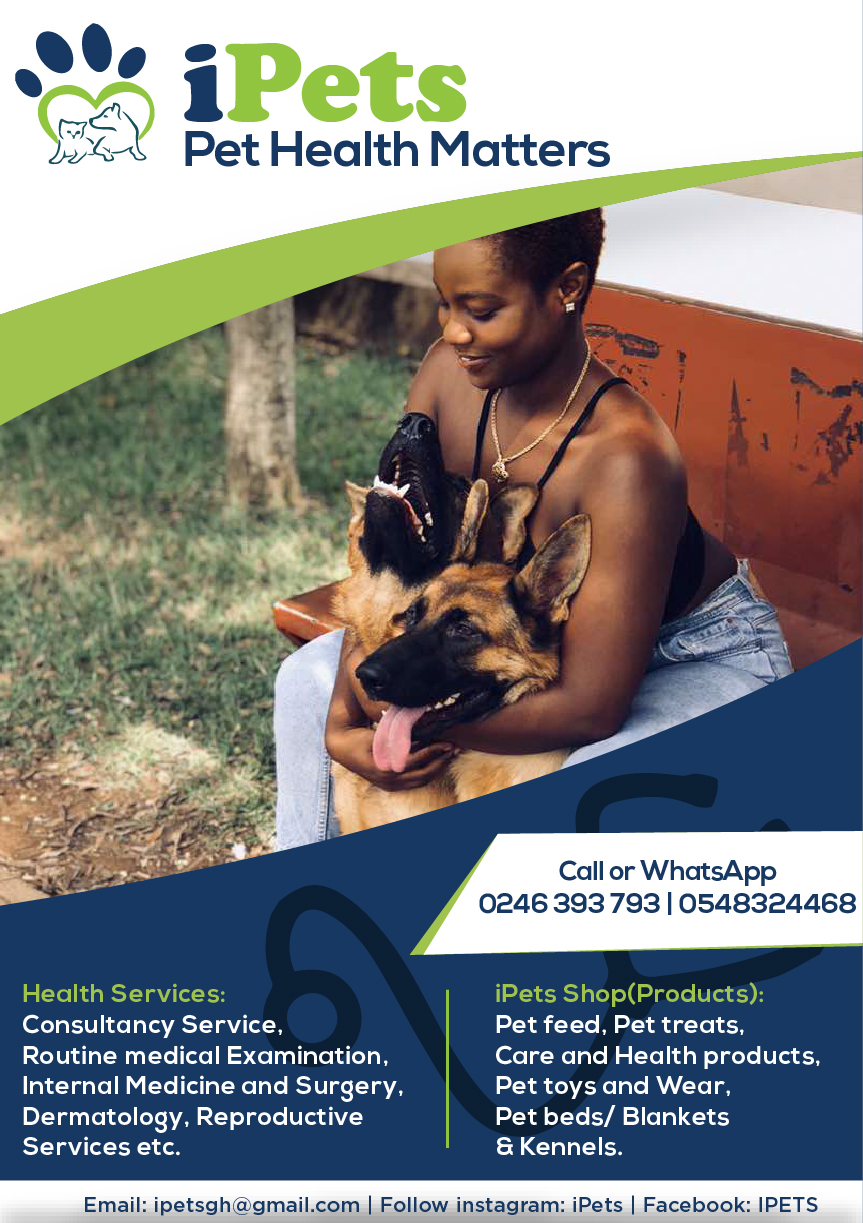 iPets
Pet Health Matters
Call or WhatsApp
0246 393 793 | 0548324468
Health Services:
Consultancy Service,
Routine medical Examination,
Internal Medicine and Surgery,
Dermatology, Reproductive
Services etc.
iPets Shop(Products):
Pet feed, Pet treats,
Care and Health products,
Pet toys and Wear,
Pet beds/ Blankets
& Kennels.
Email: ipetsgh@gmail.com | Follow instagram: iPets | Facebook: IPETS